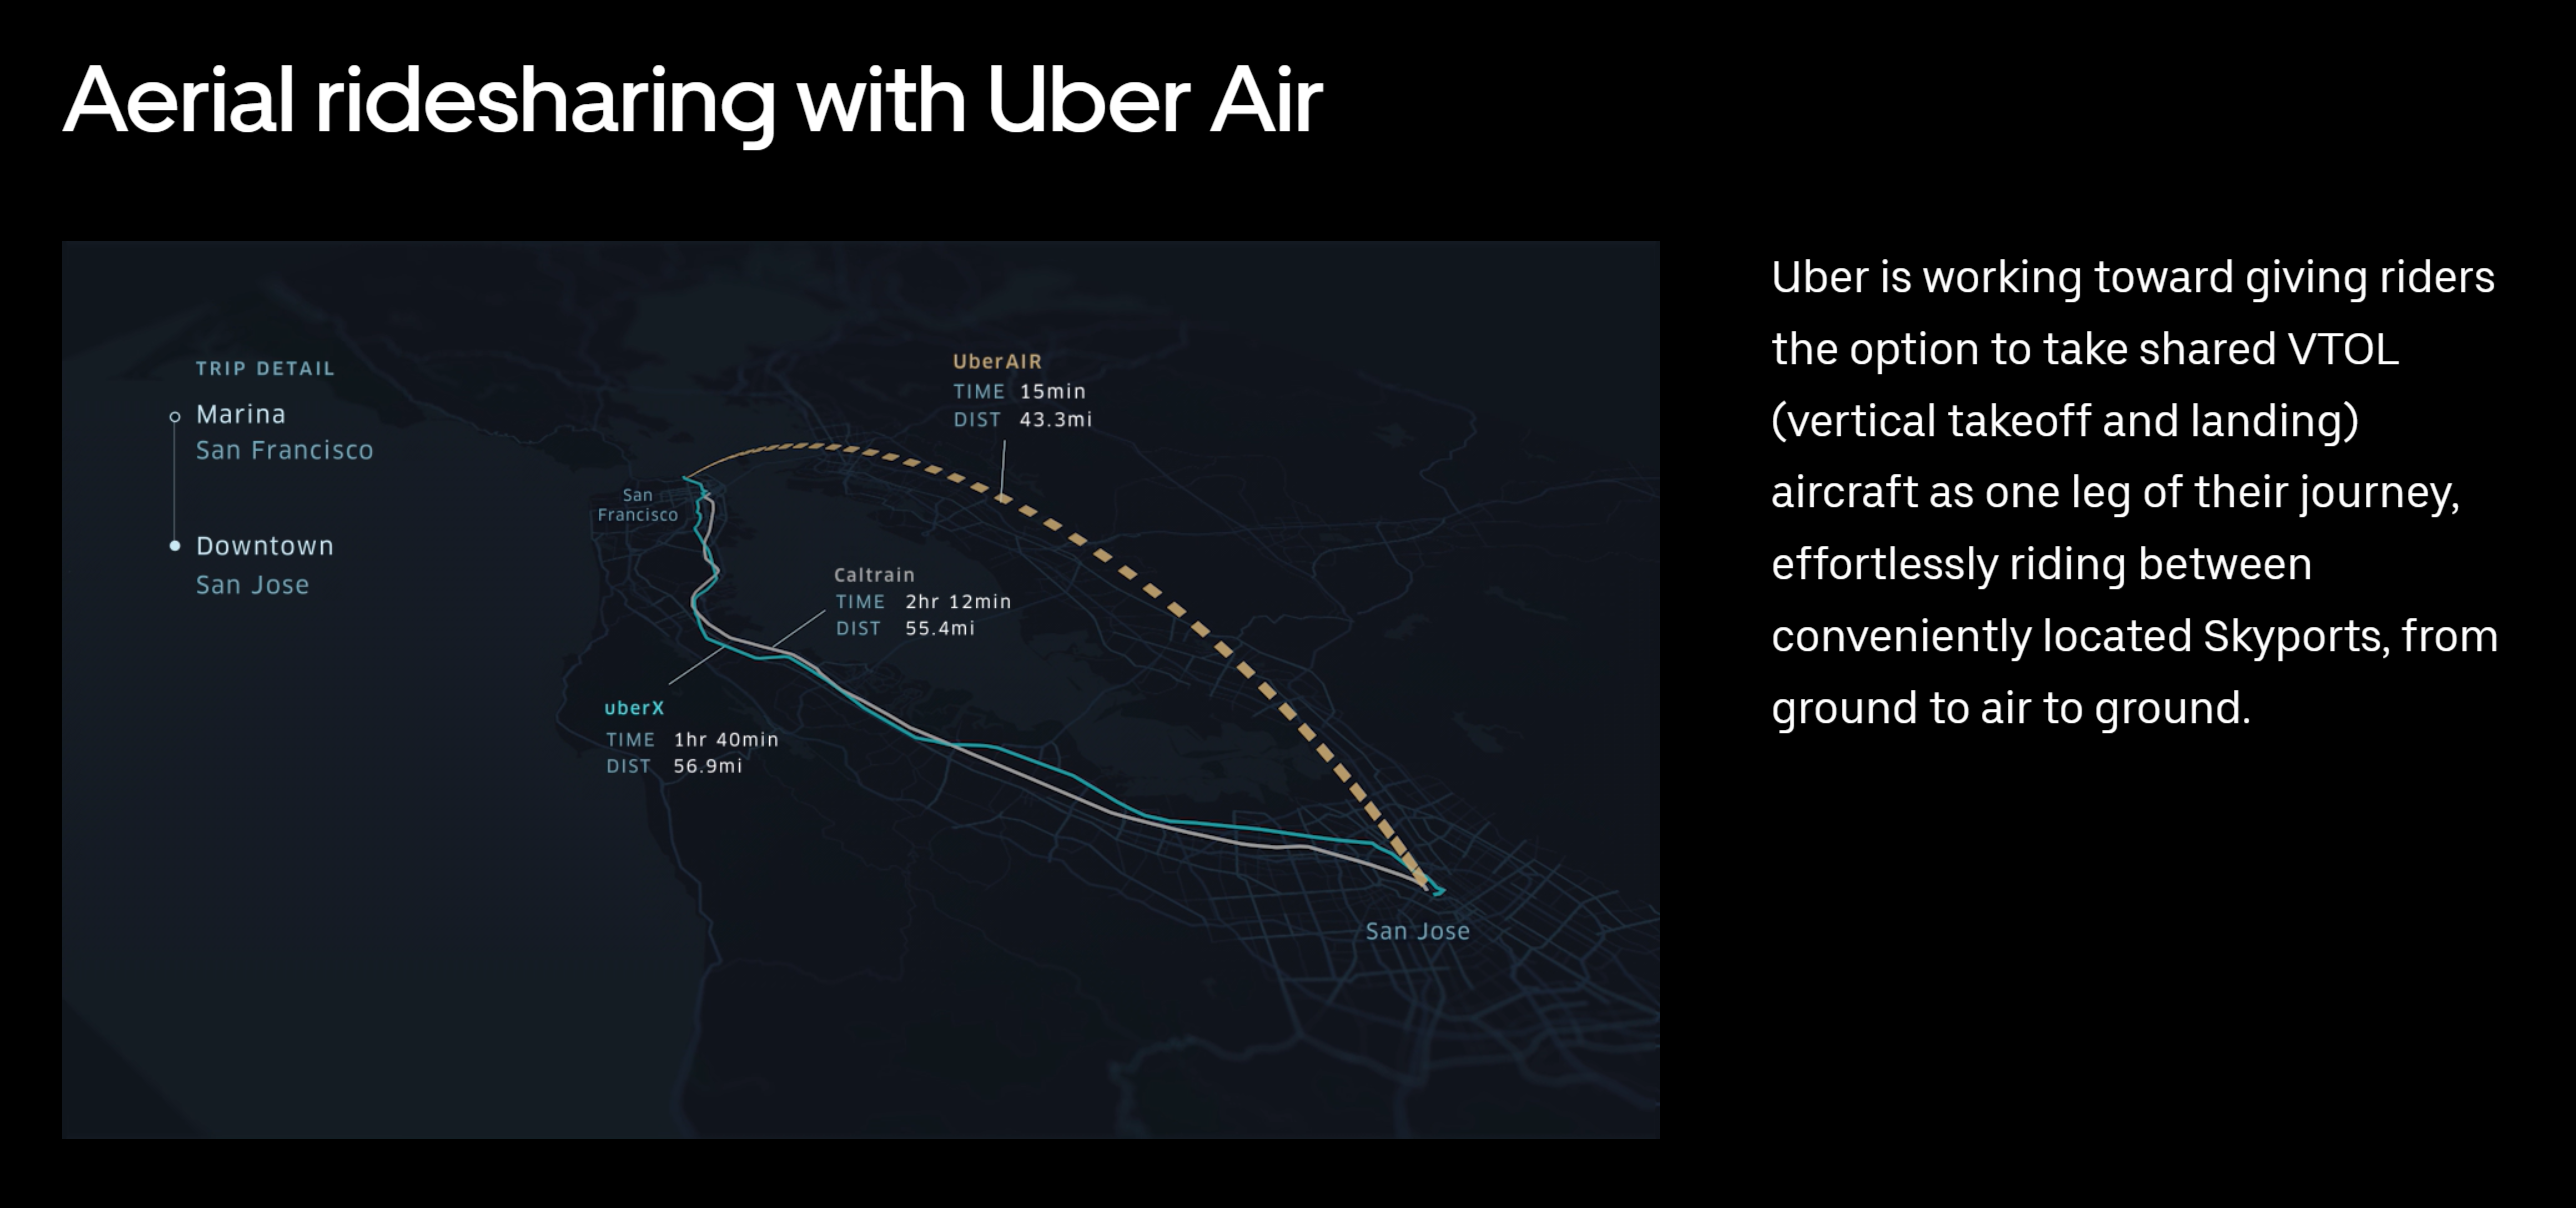 Aerial ridesharing with Uber Air
TRIP DETAIL
Marina
San Francisco
Downtown
San Jose
UberAIR
TIME 15min
DIST 43.3mi
San
Francisco
Caltrain
TIME 2hr 12min
DIST 55.4mi
uberX
TIME 1hr 40min
DIST 56.9mi
San Jose
Uber is working toward giving riders
the option to take shared VTOL
(vertical takeoff and landing)
aircraft as one leg of their journey,
effortlessly riding between
conveniently located Skyports, from
ground to air to ground.